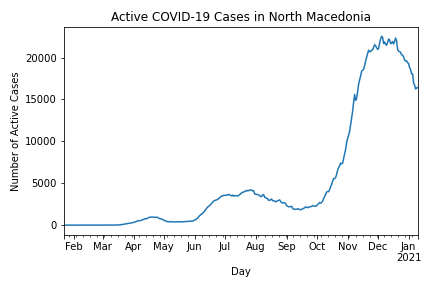 Active COVID-19 Cases in North Macedonia
Number of Active Cases
20000
15000
10000
5000
0
Feb Mar Apr May Jun Jul Aug Sep Oct Nov Dec Jan
2021
Day